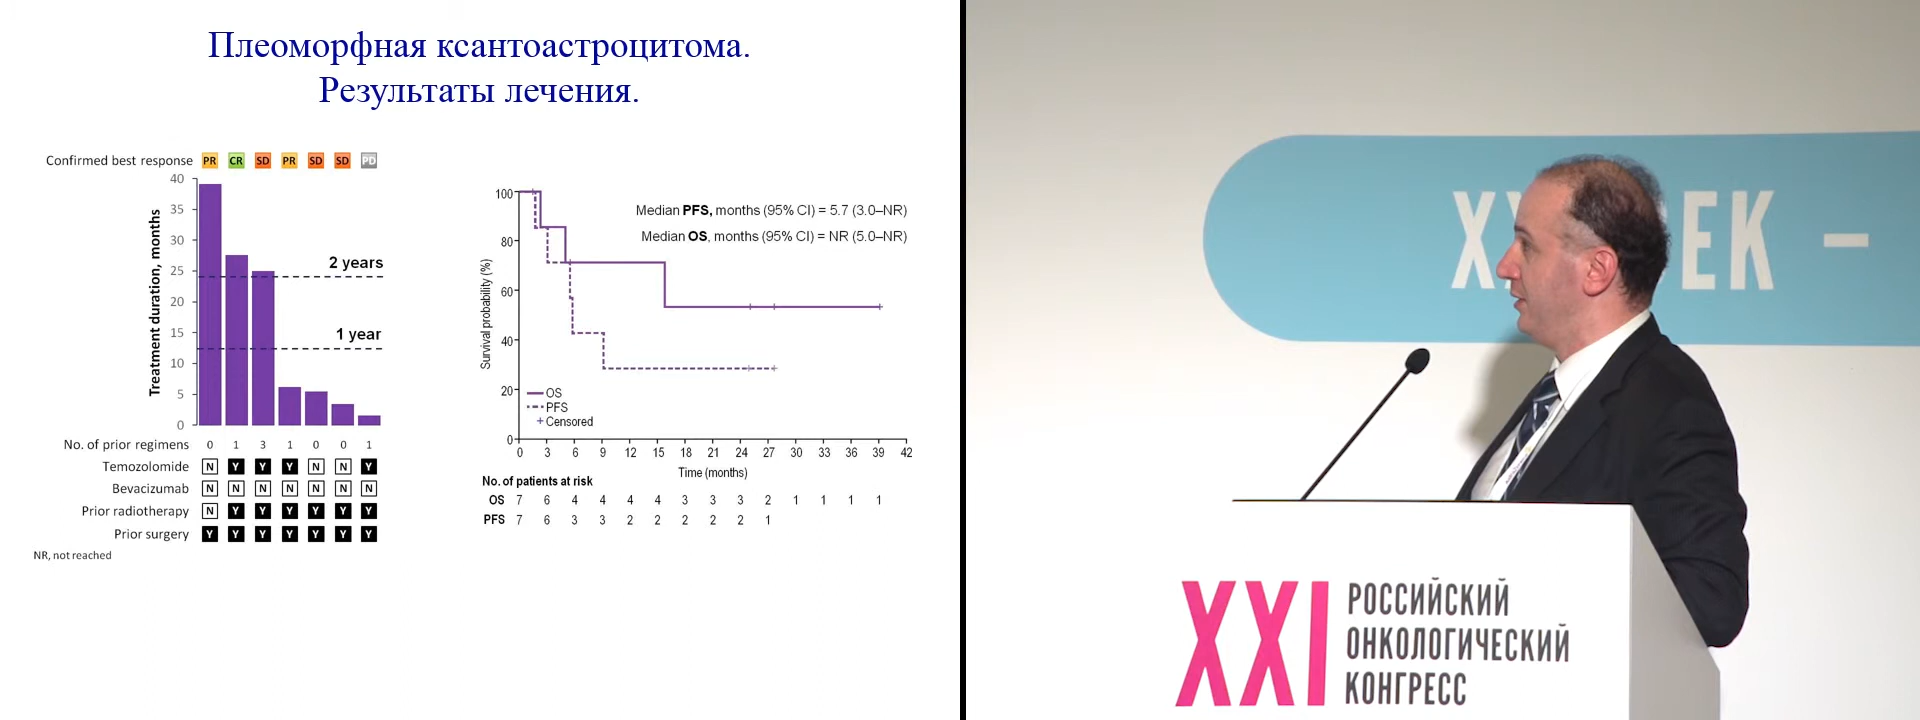 Плеоморфная ксантоастроцитома.
Результаты лечения.
Confirmed best response PR CR SD PR SD SD PD
Treatment duration, months
40
35
30
25
20
15
10
5
0
2 years
1 year
No. of prior regimens 0 1 3 1 0 0 1
Temozolomide N Y Y Y N N Y
Bevacizumab N N N N N N N
Prior radiotherapy N Y Y Y Y Y Y
Prior surgery Y Y Y Y Y Y Y
NR, not reached
Survival probability (%)
100
80
60
40
20
0
Median PFS, months (95% CI) = 5.7 (3.0–NR)
Median OS, months (95% CI) = NR (5.0–NR)
OS
PFS
Censored
0 3 6 9 12 15 18 21 24 27 30 33 36 39 42
Time (months)
No. of patients at risk
OS 7 6 4 4 4 4 3 3 3 2 1 1 1 1
PFS 7 6 3 3 2 2 2 2 2 1
ЕК –
XXI
РОССИЙСКИЙ
ОНКОЛОГИЧЕСКИЙ
КОНГРЕСС